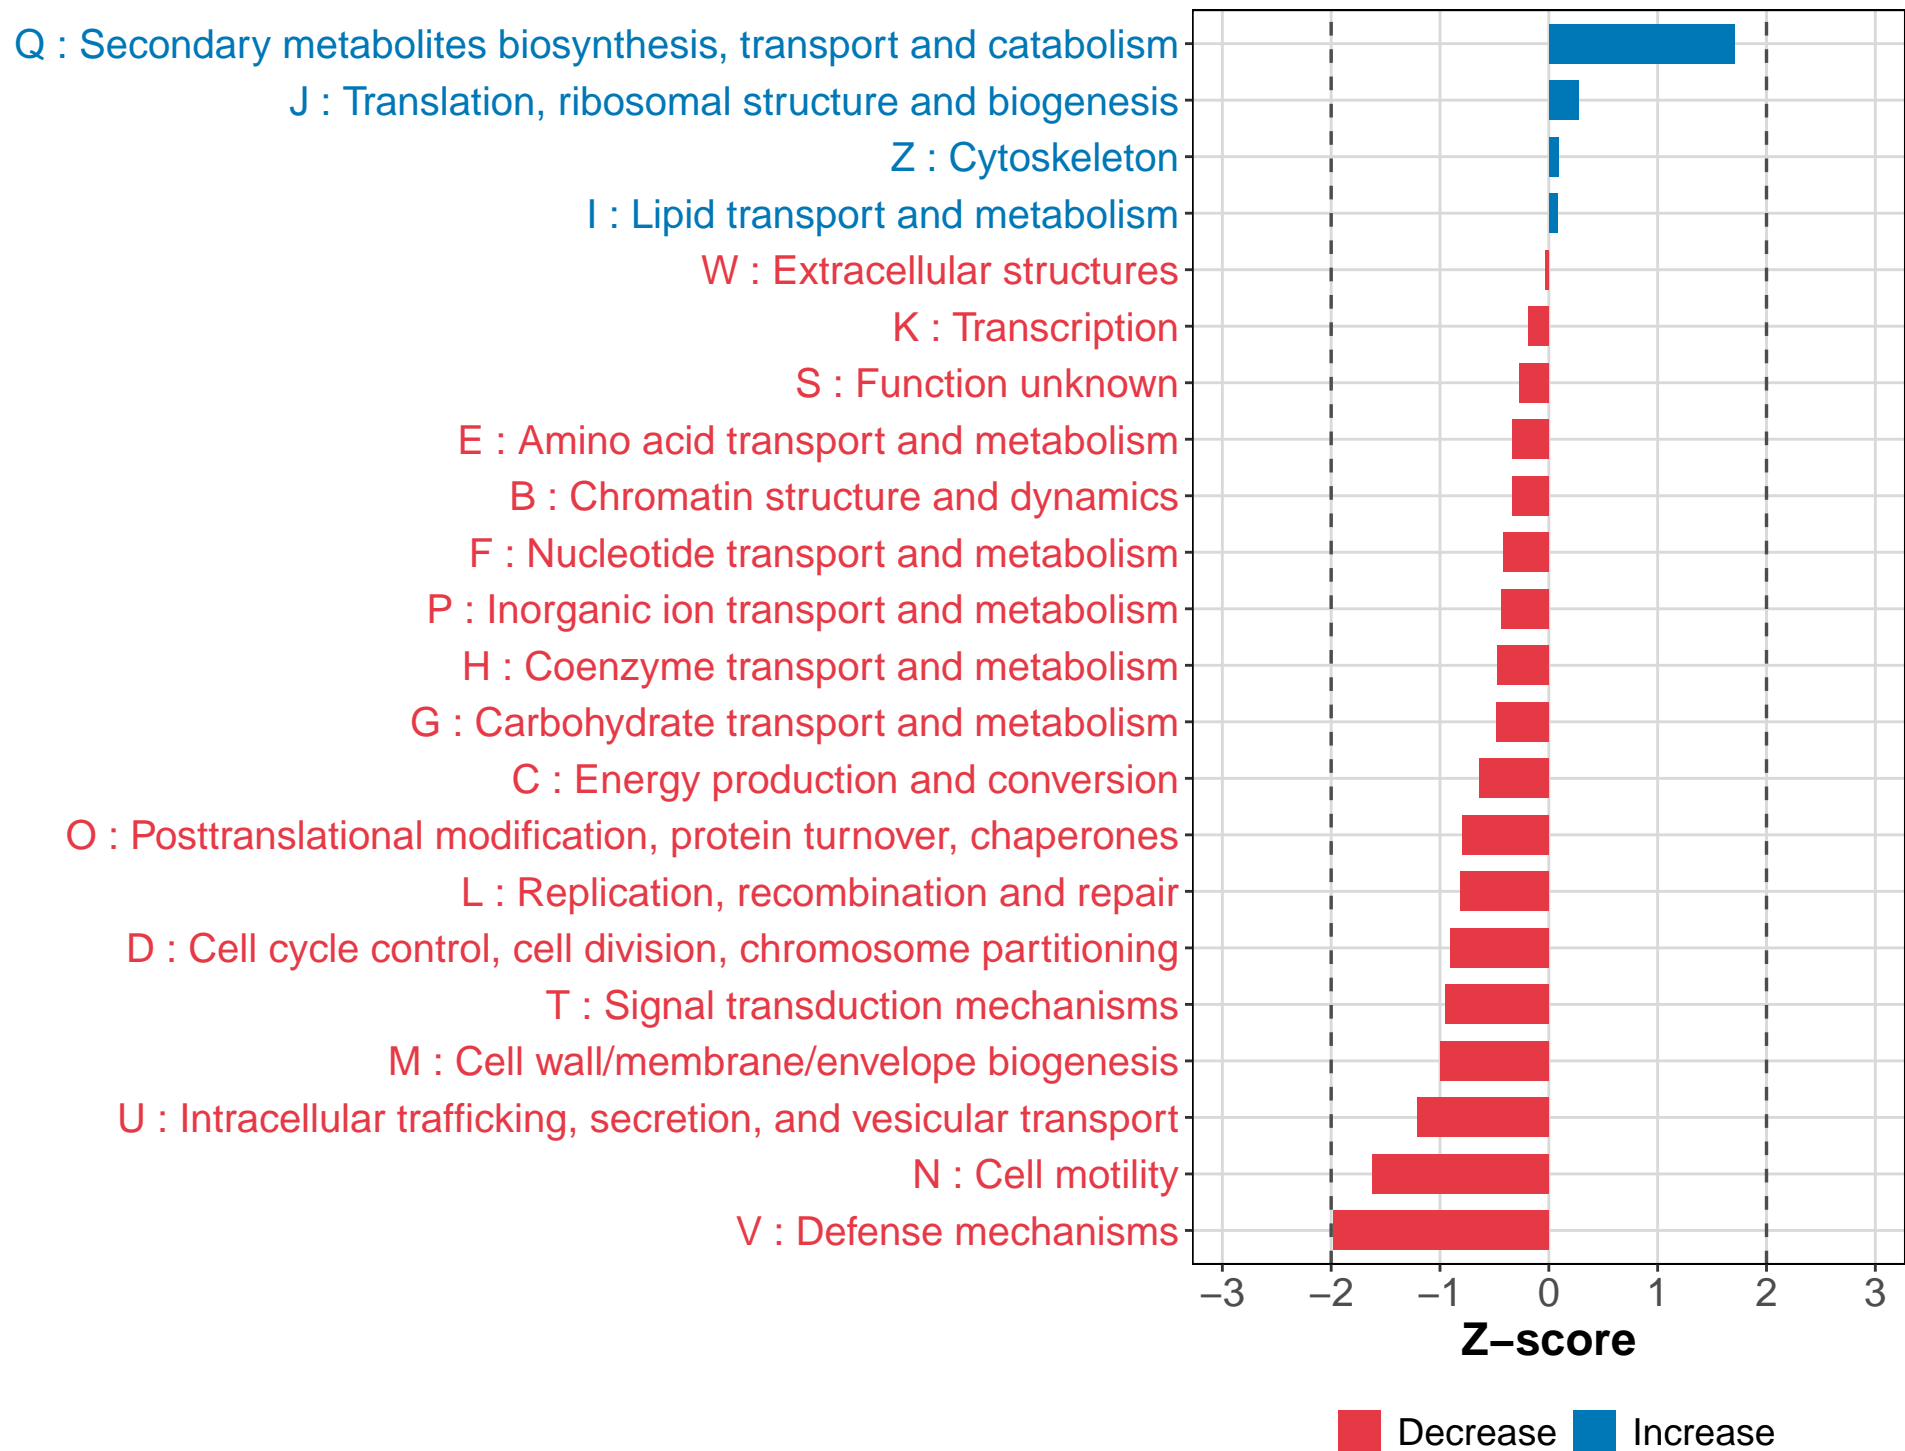 Q : Secondary metabolites biosynthesis, transport and catabolism
J : Translation, ribosomal structure and biogenesis
Z : Cytoskeleton
I : Lipid transport and metabolism
W : Extracellular structures
K : Transcription
S : Function unknown
E : Amino acid transport and metabolism
B : Chromatin structure and dynamics
F : Nucleotide transport and metabolism
P : Inorganic ion transport and metabolism
H : Coenzyme transport and metabolism
G : Carbohydrate transport and metabolism
C : Energy production and conversion
O : Posttranslational modification, protein turnover, chaperones
L : Replication, recombination and repair
D : Cell cycle control, cell division, chromosome partitioning
T : Signal transduction mechanisms
M : Cell wall/membrane/envelope biogenesis
U : Intracellular trafficking, secretion, and vesicular transport
N : Cell motility
V : Defense mechanisms
−3 −2 −1 0 1 2 3
Z−score
Decrease Increase